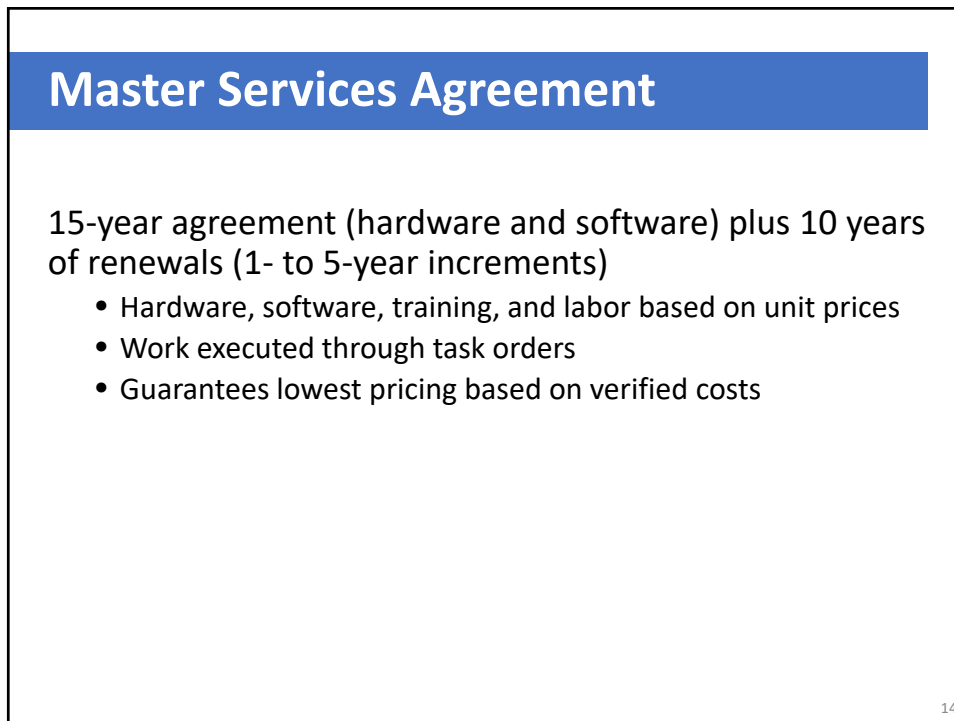 Master Services Agreement
15-year agreement (hardware and software) plus 10 years
of renewals (1- to 5-year increments)
• Hardware, software, training, and labor based on unit prices
• Work executed through task orders
• Guarantees lowest pricing based on verified costs
14